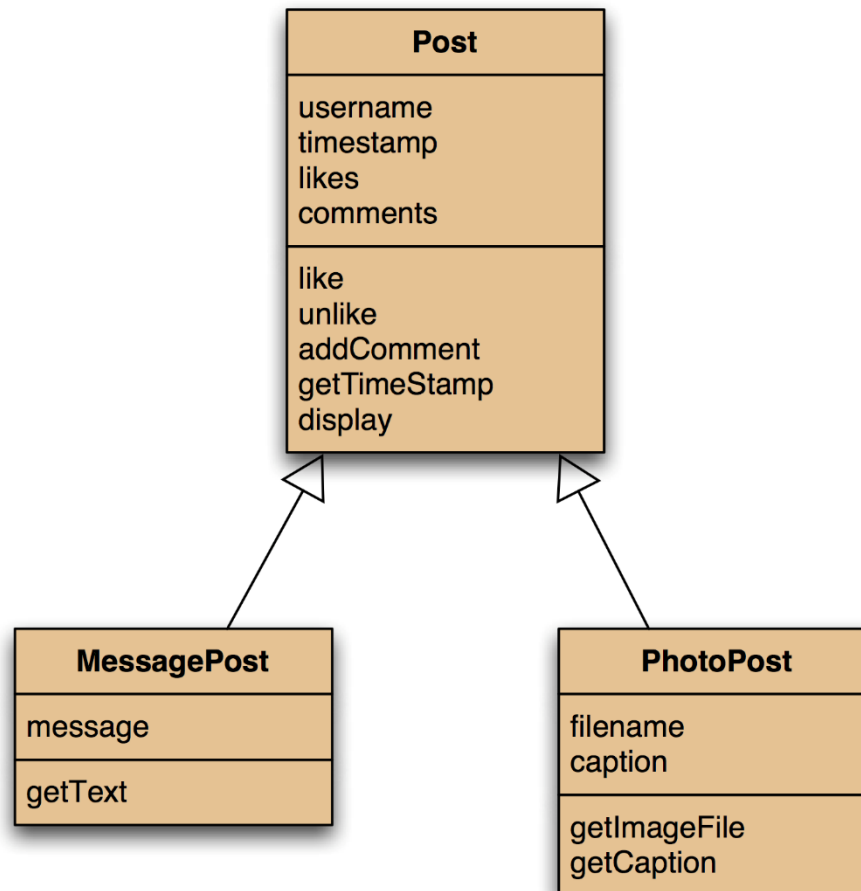 Post
username
timestamp
likes
comments
like
unlike
addComment
getTimeStamp
display
MessagePost
message
getText
PhotoPost
filename
caption
getImageFile
getCaption